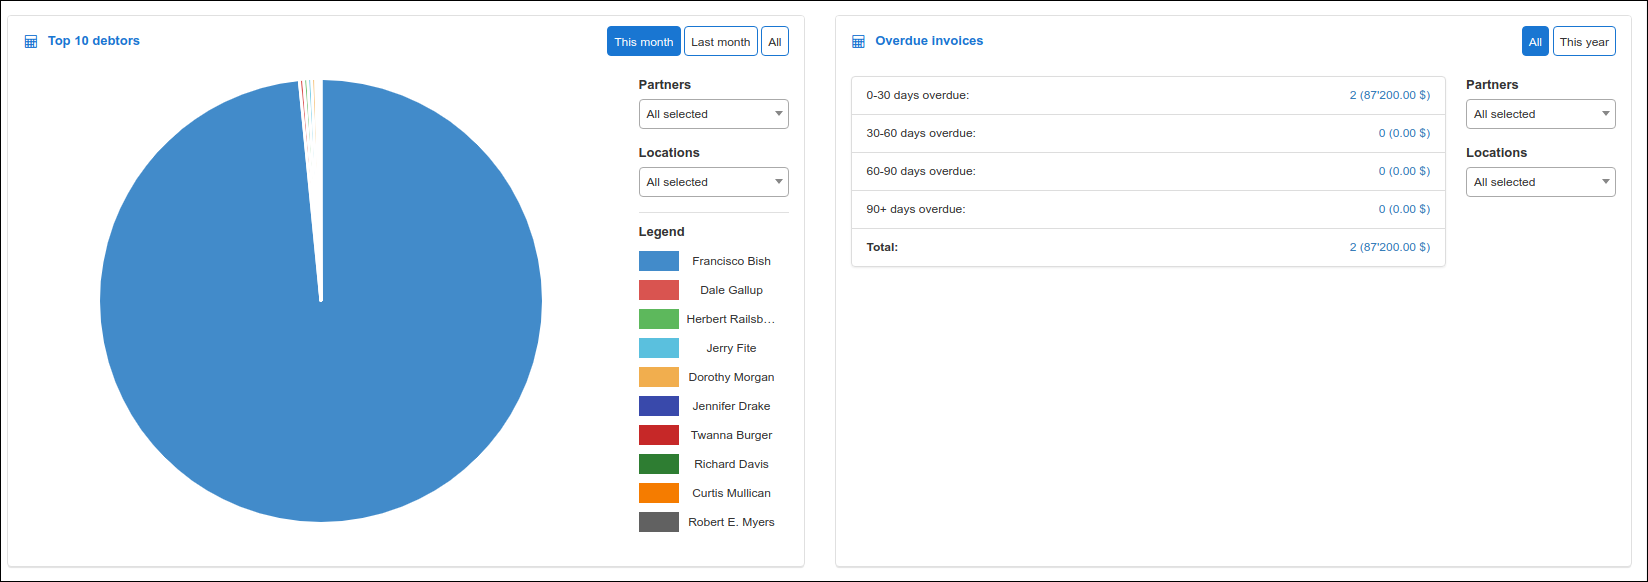 Top 10 debtors
This month
Last month
All
Partners
All selected
Locations
All selected
Legend
Francisco Bish
Dale Gallup
Herbert Railsb...
Jerry Fite
Dorothy Morgan
Jennifer Drake
Twanna Burger
Richard Davis
Curtis Mullican
Robert E. Myers
Overdue invoices
All
This year
0-30 days overdue: 2 (87'200.00 $)
30-60 days overdue: 0 (0.00 $)
60-90 days overdue: 0 (0.00 $)
90+ days overdue: 0 (0.00 $)
Total: 2 (87'200.00 $)
Partners
All selected
Locations
All selected